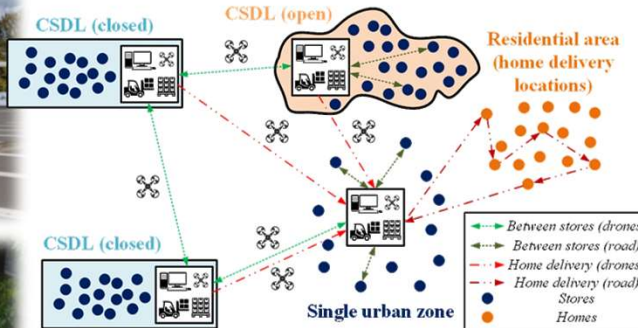 CSDL (closed)
CSDL (open)
Residential area
(home delivery
locations)
CSDL (closed)
Single urban zone
Between stores (drones
Between stores (road)
Home delivery (drones
Home delivery (road)
Stores
Homes